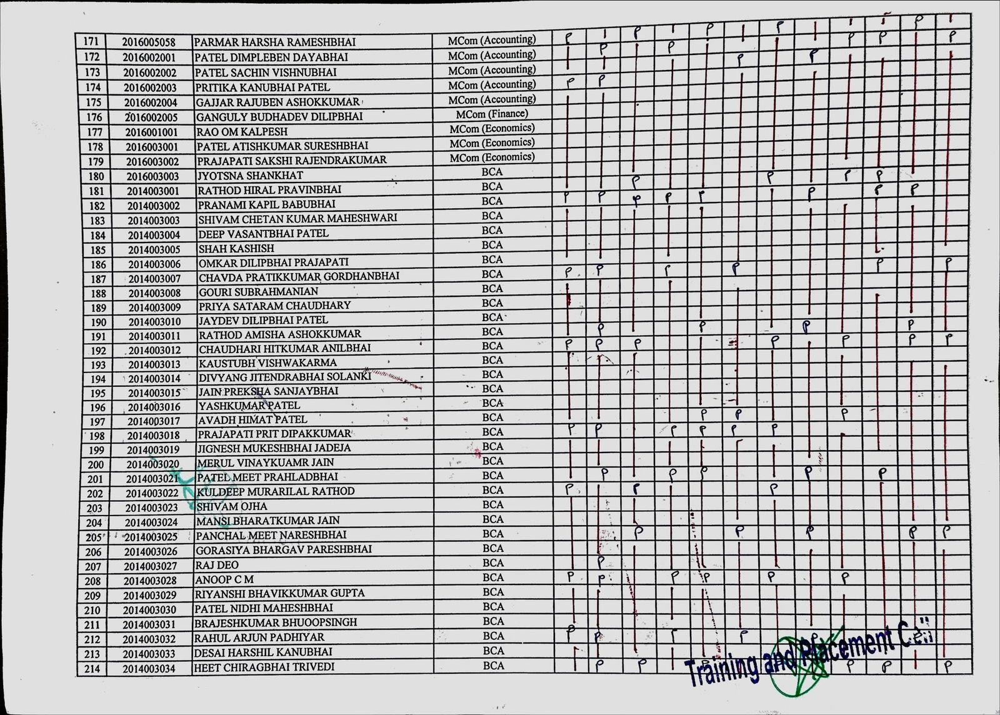 171 2016005058 PARMAR HARSHA RAMESHBHAI MCom (Accounting)
172 2016002001 PATEL DIMPLEBEN DAYABHAI MCom (Accounting)
173 2016002002 PATEL SACHIN VISHNUBHAI MCom (Accounting)
174 2016002003 PRITIKA KANUBHAI PATEL MCom (Accounting)
175 2016002004 GAJJAR RAJUBEN ASHOKKUMAR MCom (Accounting)
176 2016002005 GANGULY BUDHADEV DILIPBHAI MCom (Finance)
177 2016001001 RAO OM KALPESH MCom (Economics)
178 2016003001 PATEL ATISHKUMAR SURESHBHAI MCom (Economics)
179 2016003002 PRAJAPATI SAKSHI RAJENDRAKUMAR MCom (Economics)
180 2016003003 JYOTSNA SHANKHAT BCA
181 2014003001 RATHOD HIRAL PRAVINBHAI BCA
182 2014003002 PRANAMI KAPIL BABUBHAI BCA
183 2014003003 SHIVAM CHETAN KUMAR MAHESHWARI BCA
184 2014003004 DEEP VASANTBHAI PATEL BCA
185 2014003005 SHAH KASHISH BCA
186 2014003006 OMKAR DILIPBHAI PRAJAPATI BCA
187 2014003007 CHAVDA PRATIKKUMAR GORDHANBHAI BCA
188 2014003008 GOURI SUBRAHMANIAN BCA
189 2014003009 PRIYA SATARAM CHAUDHARY BCA
190 2014003010 JAYDEV DILIPBHAI PATEL BCA
191 2014003011 RATHOD AMISHA ASHOKKUMAR BCA
192 2014003012 CHAUDHARI HITKUMAR ANILBHAI BCA
193 2014003013 KAUSTUBH VISHWAKARMA BCA
194 2014003014 DIVYANG JITENDRABHAI SOLANKI BCA
195 2014003015 JAIN PREKSHA SANJAYBHAI BCA
196 2014003016 YASHKUMAR PATEL BCA
197 2014003017 AVADH HIMAT PATEL BCA
198 2014003018 PRAJAPATI PRIT DIPAKKUMAR BCA
199 2014003019 JIGNESH MUKESHBHAI JADEJA BCA
200 2014003020 MERUL VINAYKUAMR JAIN BCA
201 2014003021 PATEL MEET PRAHLADBHAI BCA
202 2014003022 KULDEEP MURARILAL RATHOD BCA
203 2014003023 SHIVAM OJHA BCA
204 2014003024 MANSI BHARATKUMAR JAIN BCA
205 2014003025 PANCHAL MEET NARESHBHAI BCA
206 2014003026 GORASIYA BHARGAV PARESHBHAI BCA
207 2014003027 RAJ DEO BCA
208 2014003028 ANOOP C M BCA
209 2014003029 RIYANSHI BHAVIKKUMAR GUPTA BCA
210 2014003030 PATEL NIDHI MAHESHBHAI BCA
211 2014003031 BRAJESHKUMAR BHUOOPSINGH BCA
212 2014003032 RAHUL ARJUN PADHIYAR BCA
213 2014003033 DESAI HARSHIL KANUBHAI BCA
214 2014003034 HEET CHIRAGBHAI TRIVEDI BCA
Training and Placement Cell